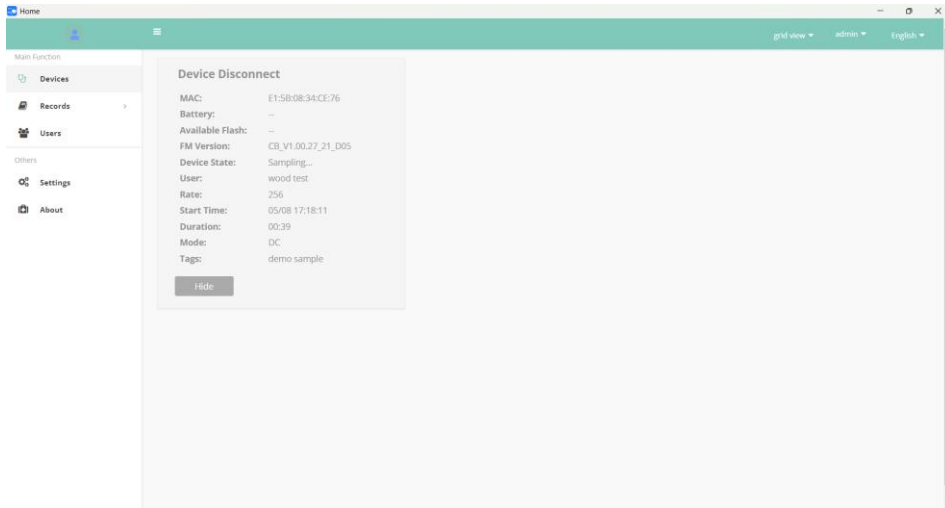 Home
grid view admin English
Main Function
Devices
Records
Users
Others
Settings
About
Device Disconnect
MAC: E1:5B:08:34:CE:76
Battery: --
Available Flash: --
FM Version: CB_V1.00.27_21_D05
Device State: Sampling...
User: wood test
Rate: 256
Start Time: 05/08 17:18:11
Duration: 00:39
Mode: DC
Tags: demo sample
Hide